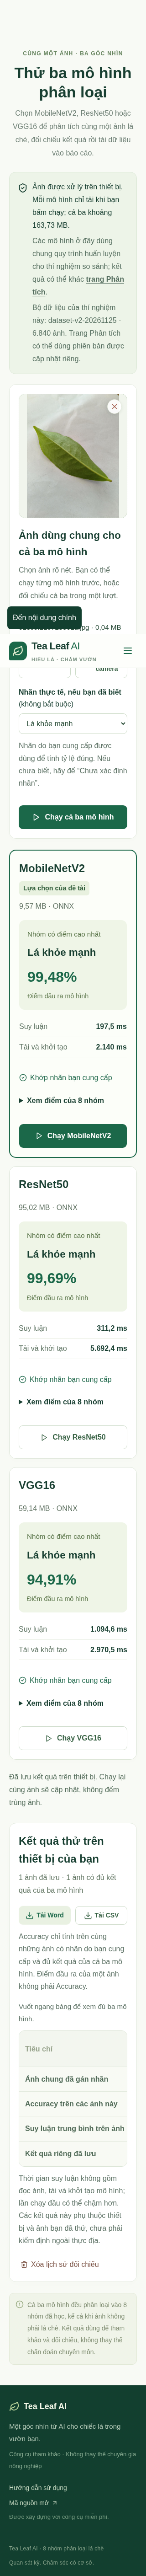 CÙNG MỘT ẢNH · BA GÓC NHÌN
Thử ba mô hình
phân loại
Chọn MobileNetV2, ResNet50 hoặc
VGG16 để phân tích cùng một ảnh lá
chè, đối chiếu kết quả rồi tải dữ liệu
vào báo cáo.
Ảnh được xử lý trên thiết bị.
Mỗi mô hình chỉ tải khi bạn
bấm chạy; cả ba khoảng
163,73 MB.
Các mô hình ở đây dùng
chung quy trình huấn luyện
cho thí nghiệm so sánh; kết
quả có thể khác trang Phân
tích.
Bộ dữ liệu của thí nghiệm
này: dataset-v2-20261125 ·
6.840 ảnh. Trang Phân tích
có thể dùng phiên bản được
cập nhật riêng.
Ảnh dùng chung cho
cả ba mô hình
Chọn ảnh rõ nét. Bạn có thể
chạy từng mô hình trước, hoặc
đối chiếu cả ba trong một lượt.
Đến nội dung chính
jpg · 0,04 MB
Tea Leaf AI
HIỂU LÁ · CHĂM VƯỜN
camera
Nhãn thực tế, nếu bạn đã biết
(không bắt buộc)
Lá khỏe mạnh
Nhãn do bạn cung cấp được
dùng để tính tỷ lệ đúng. Nếu
chưa biết, hãy để “Chưa xác định
nhãn”.
Chạy cả ba mô hình
MobileNetV2
Lựa chọn của đề tài
9,57 MB · ONNX
Nhóm có điểm cao nhất
Lá khỏe mạnh
99,48%
Điểm đầu ra mô hình
Suy luận 197,5 ms
Tải và khởi tạo 2.140 ms
Khớp nhãn bạn cung cấp
Xem điểm của 8 nhóm
Chạy MobileNetV2
ResNet50
95,02 MB · ONNX
Nhóm có điểm cao nhất
Lá khỏe mạnh
99,69%
Điểm đầu ra mô hình
Suy luận 311,2 ms
Tải và khởi tạo 5.692,4 ms
Khớp nhãn bạn cung cấp
Xem điểm của 8 nhóm
Chạy ResNet50
VGG16
59,14 MB · ONNX
Nhóm có điểm cao nhất
Lá khỏe mạnh
94,91%
Điểm đầu ra mô hình
Suy luận 1.094,6 ms
Tải và khởi tạo 2.970,5 ms
Khớp nhãn bạn cung cấp
Xem điểm của 8 nhóm
Chạy VGG16
Đã lưu kết quả trên thiết bị. Chạy lại
cùng ảnh sẽ cập nhật, không đếm
trùng ảnh.
Kết quả thử trên
thiết bị của bạn
1 ảnh đã lưu · 1 ảnh có đủ kết
quả của ba mô hình
Tải Word
Tải CSV
Accuracy chỉ tính trên cùng
những ảnh có nhãn do bạn cung
cấp và đủ kết quả của cả ba mô
hình. Điểm đầu ra của một ảnh
không phải Accuracy.
Vuốt ngang bảng để xem đủ ba mô
hình.
Tiêu chí
Ảnh chung đã gán nhãn
Accuracy trên các ảnh này
Suy luận trung bình trên ảnh
Kết quả riêng đã lưu
Thời gian suy luận không gồm
đọc ảnh, tải và khởi tạo mô hình;
lần chạy đầu có thể chậm hơn.
Các kết quả này phụ thuộc thiết
bị và ảnh bạn đã thử, chưa phải
kiểm định ngoài thực địa.
Xóa lịch sử đối chiếu
Cả ba mô hình đều phân loại vào 8
nhóm đã học, kể cả khi ảnh không
phải lá chè. Kết quả dùng để tham
khảo và đối chiếu, không thay thế
chẩn đoán chuyên môn.
Tea Leaf AI
Một góc nhìn từ AI cho chiếc lá trong
vườn bạn.
Công cụ tham khảo · Không thay thế chuyên gia
nông nghiệp
Hướng dẫn sử dụng
Mã nguồn mở
Được xây dựng với công cụ miễn phí.
Tea Leaf AI · 8 nhóm phân loại lá chè
Quan sát kỹ. Chăm sóc có cơ sở.